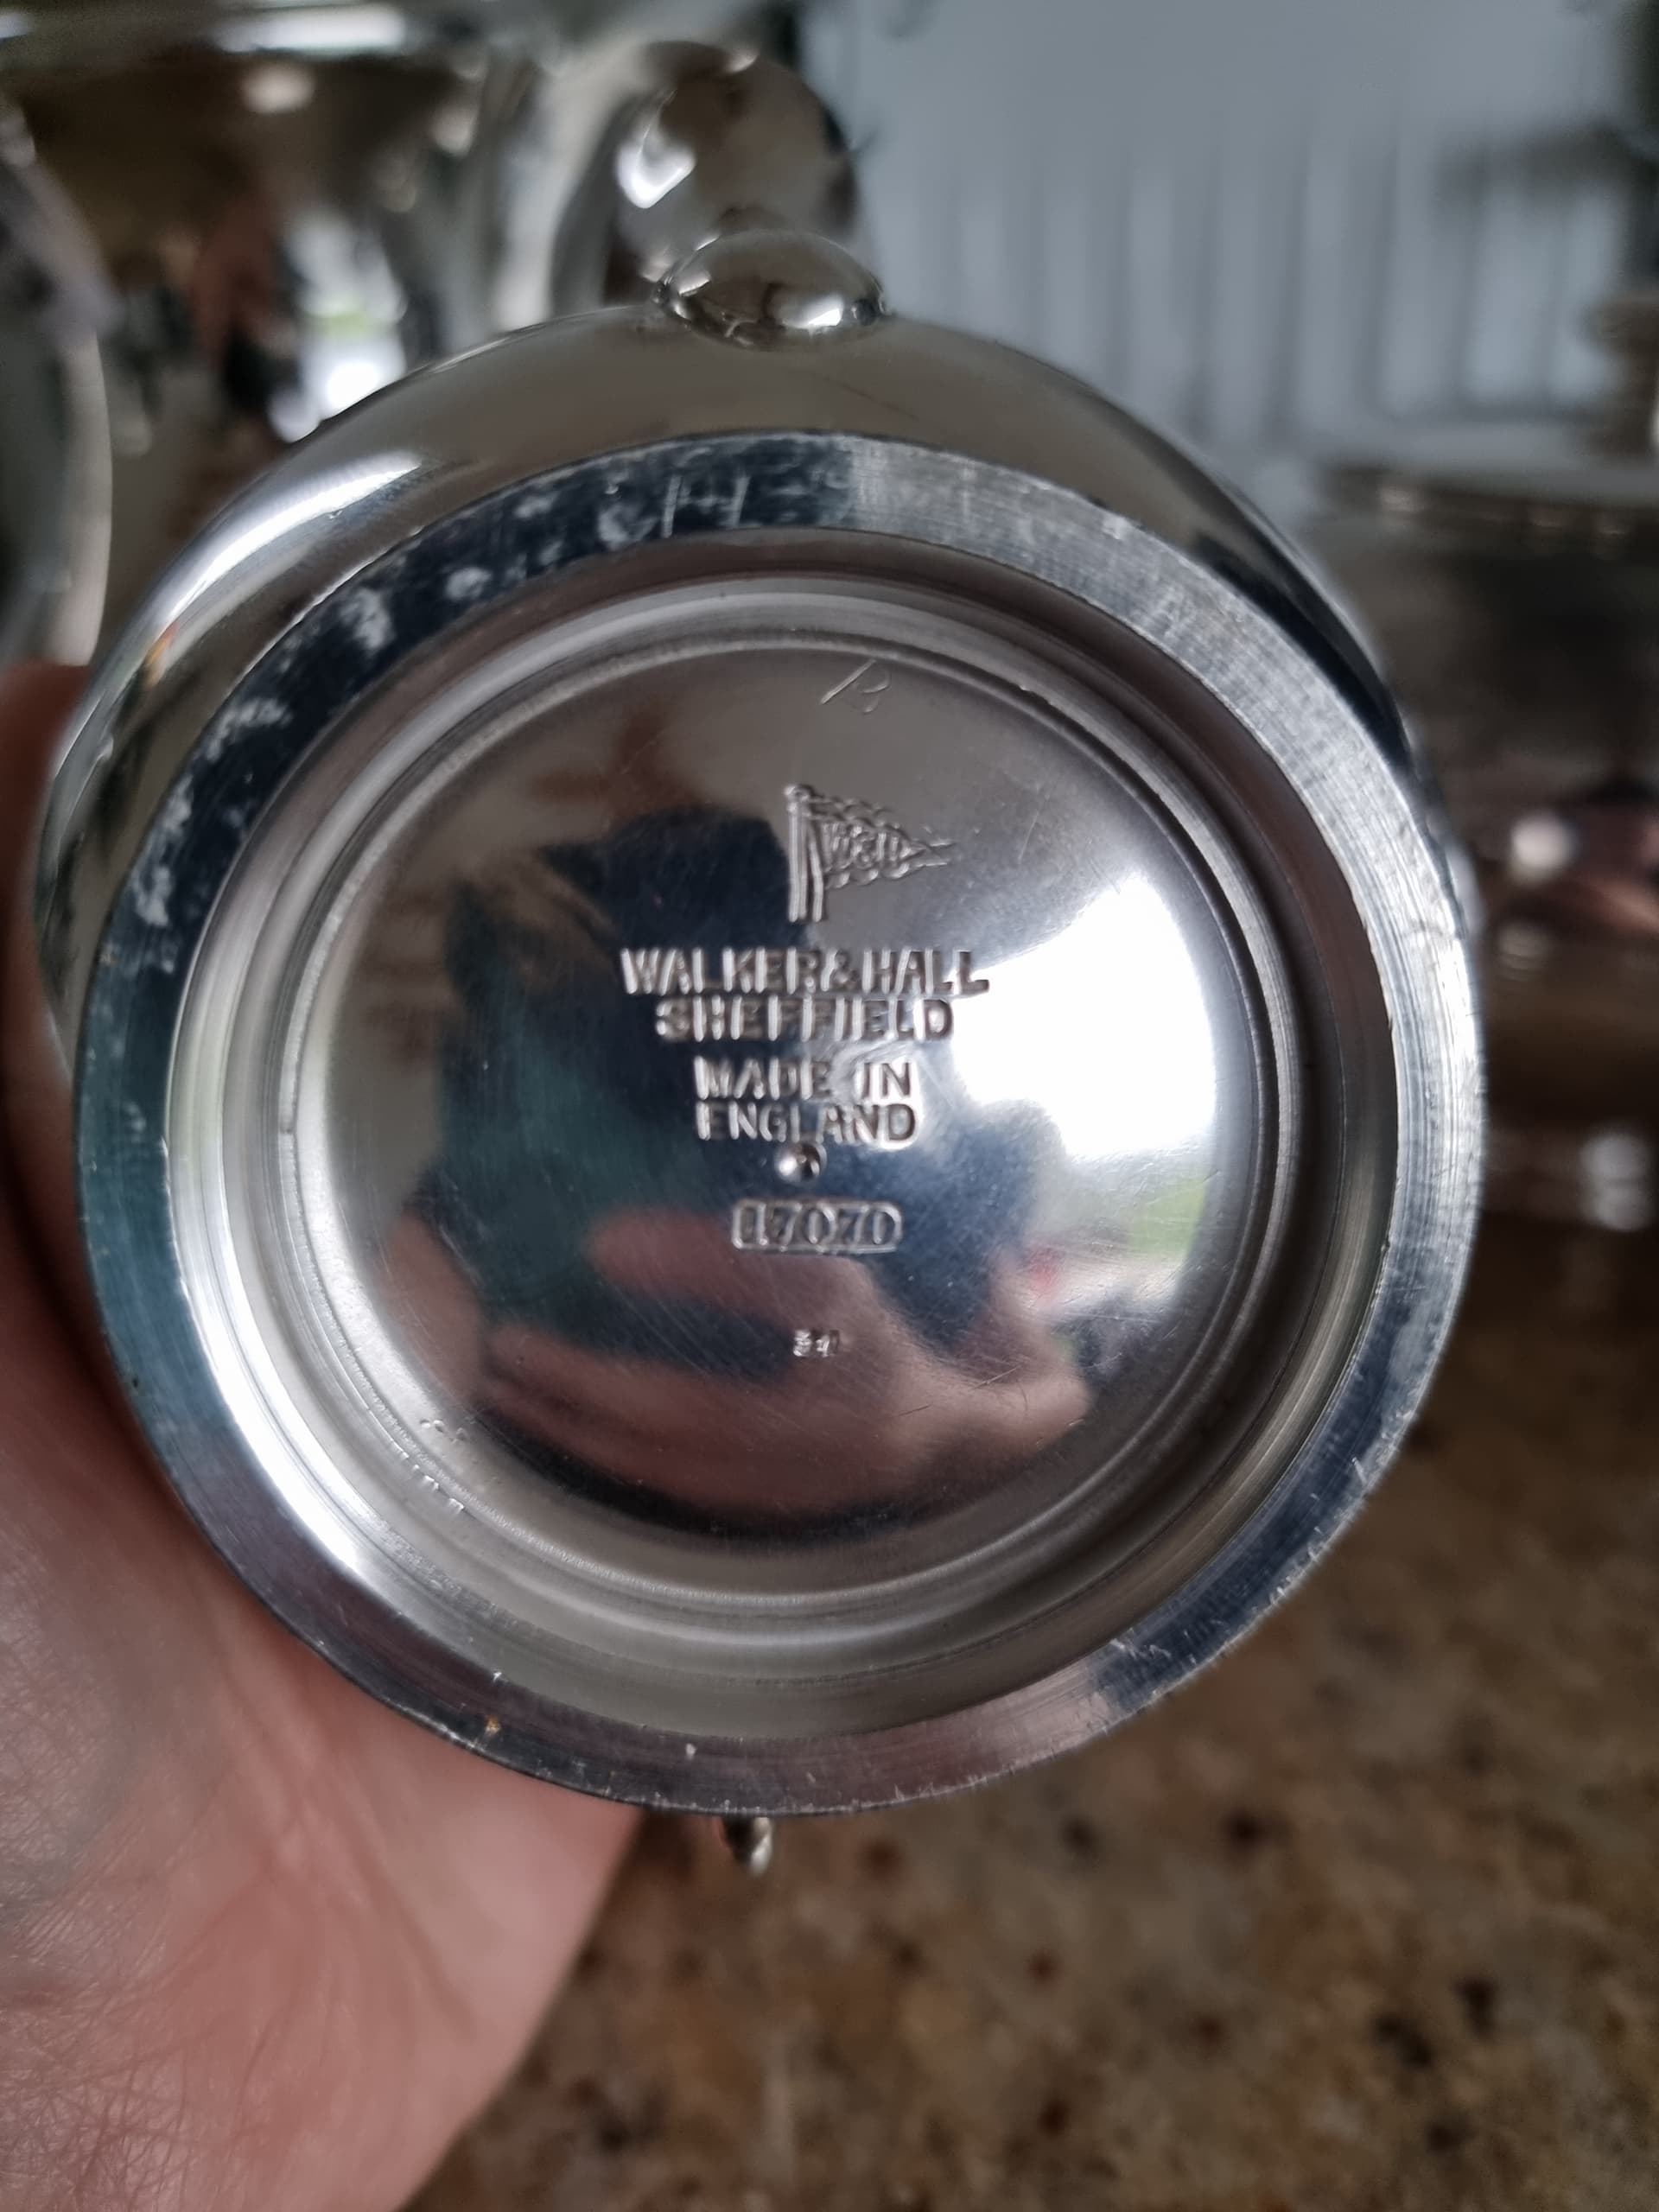 W&H
WALKER&HALL
SHEFFIELD
MADE IN
ENGLAND
17070